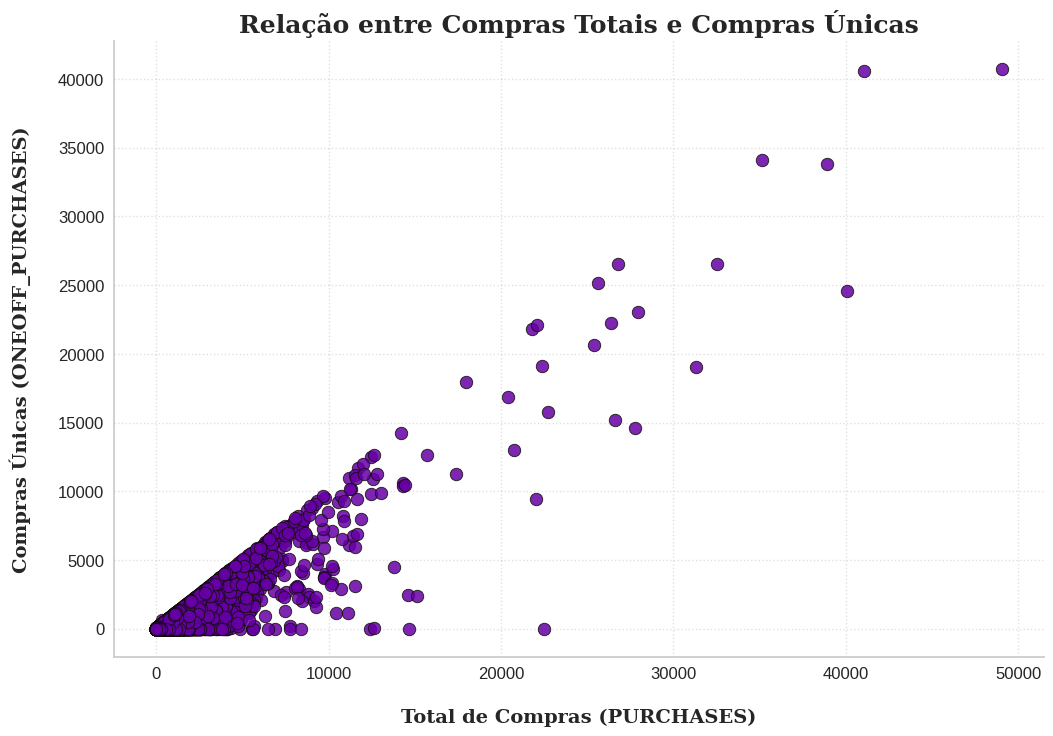 Relação entre Compras Totais e Compras Únicas
Compras Únicas (ONEOFF_PURCHASES)
40000
35000
30000
25000
20000
15000
10000
5000
0
0 10000 20000 30000 40000 50000
Total de Compras (PURCHASES)